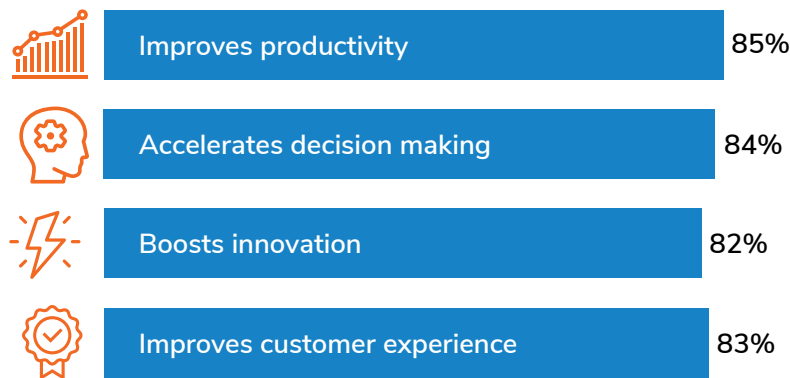 Improves productivity 85%
Accelerates decision making 84%
Boosts innovation 82%
Improves customer experience 83%